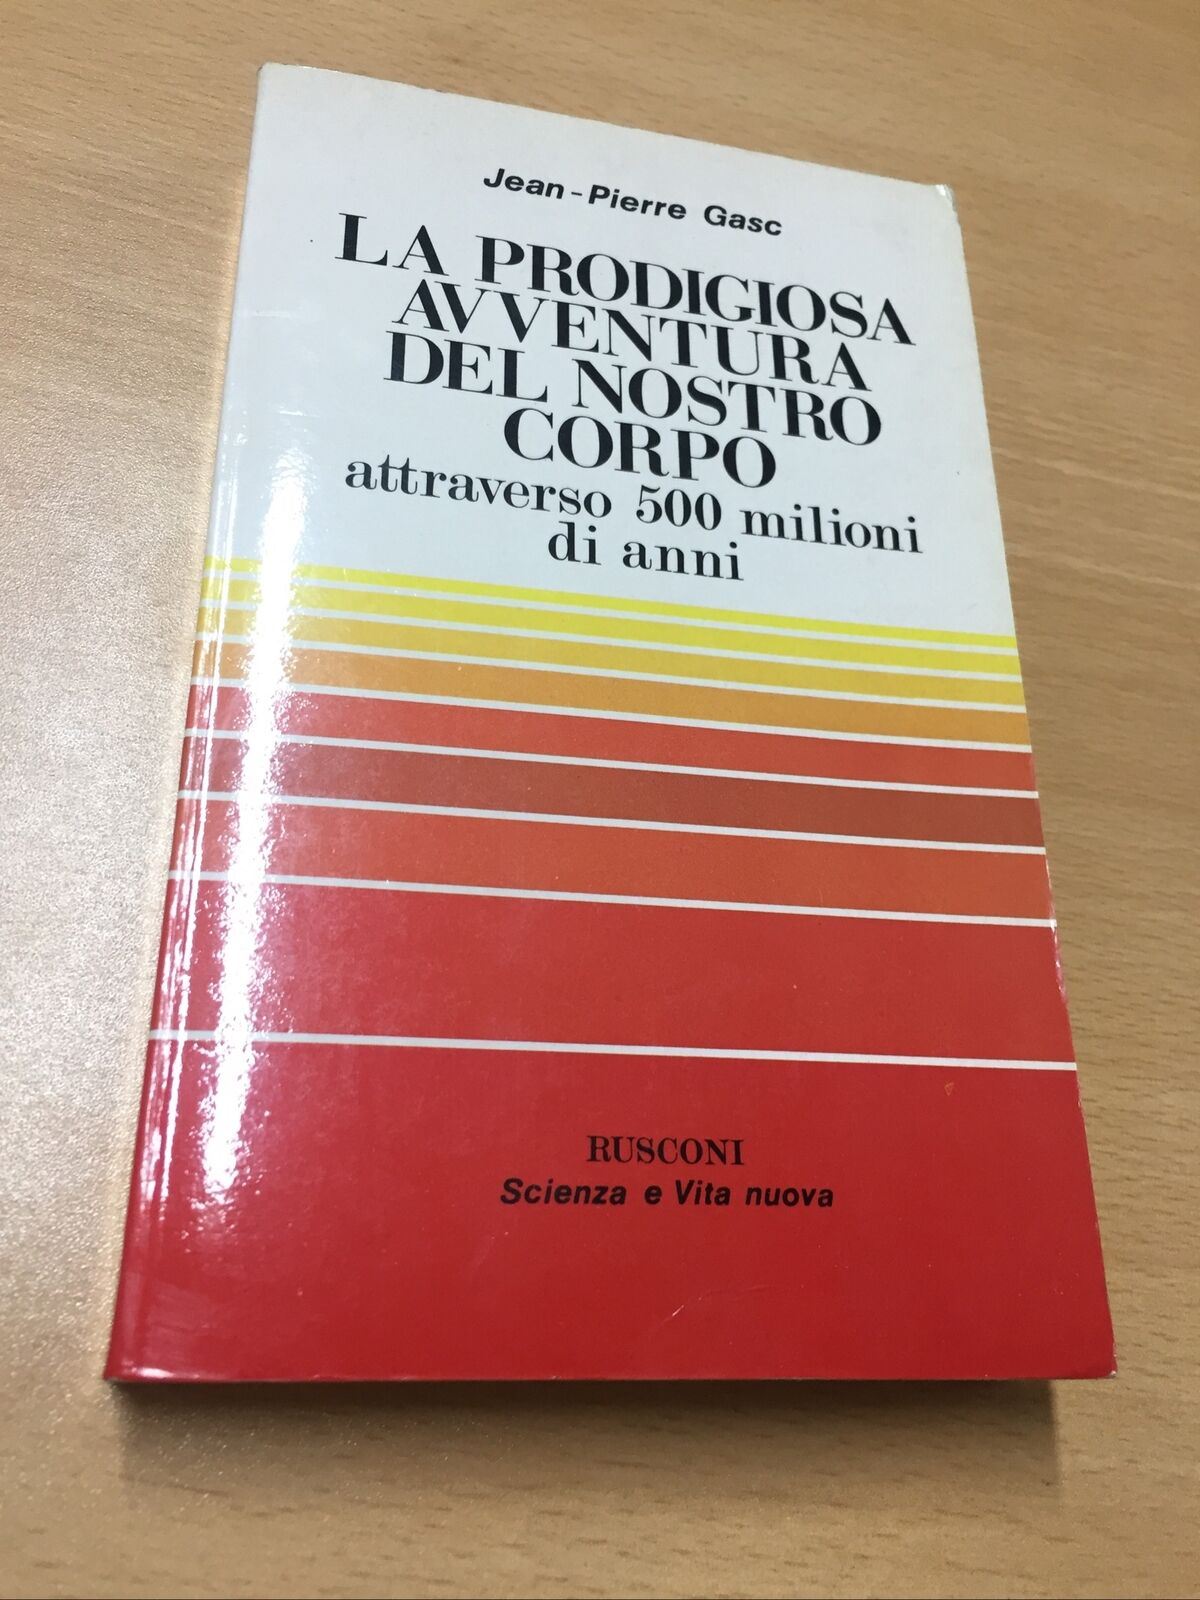 Jean-Pierre Gasc
LA PRODIGIOSA
AVVENTURA
DEL NOSTRO
CORPO
attraverso 500 milioni
di anni
RUSCONI
Scienza e Vita nuova